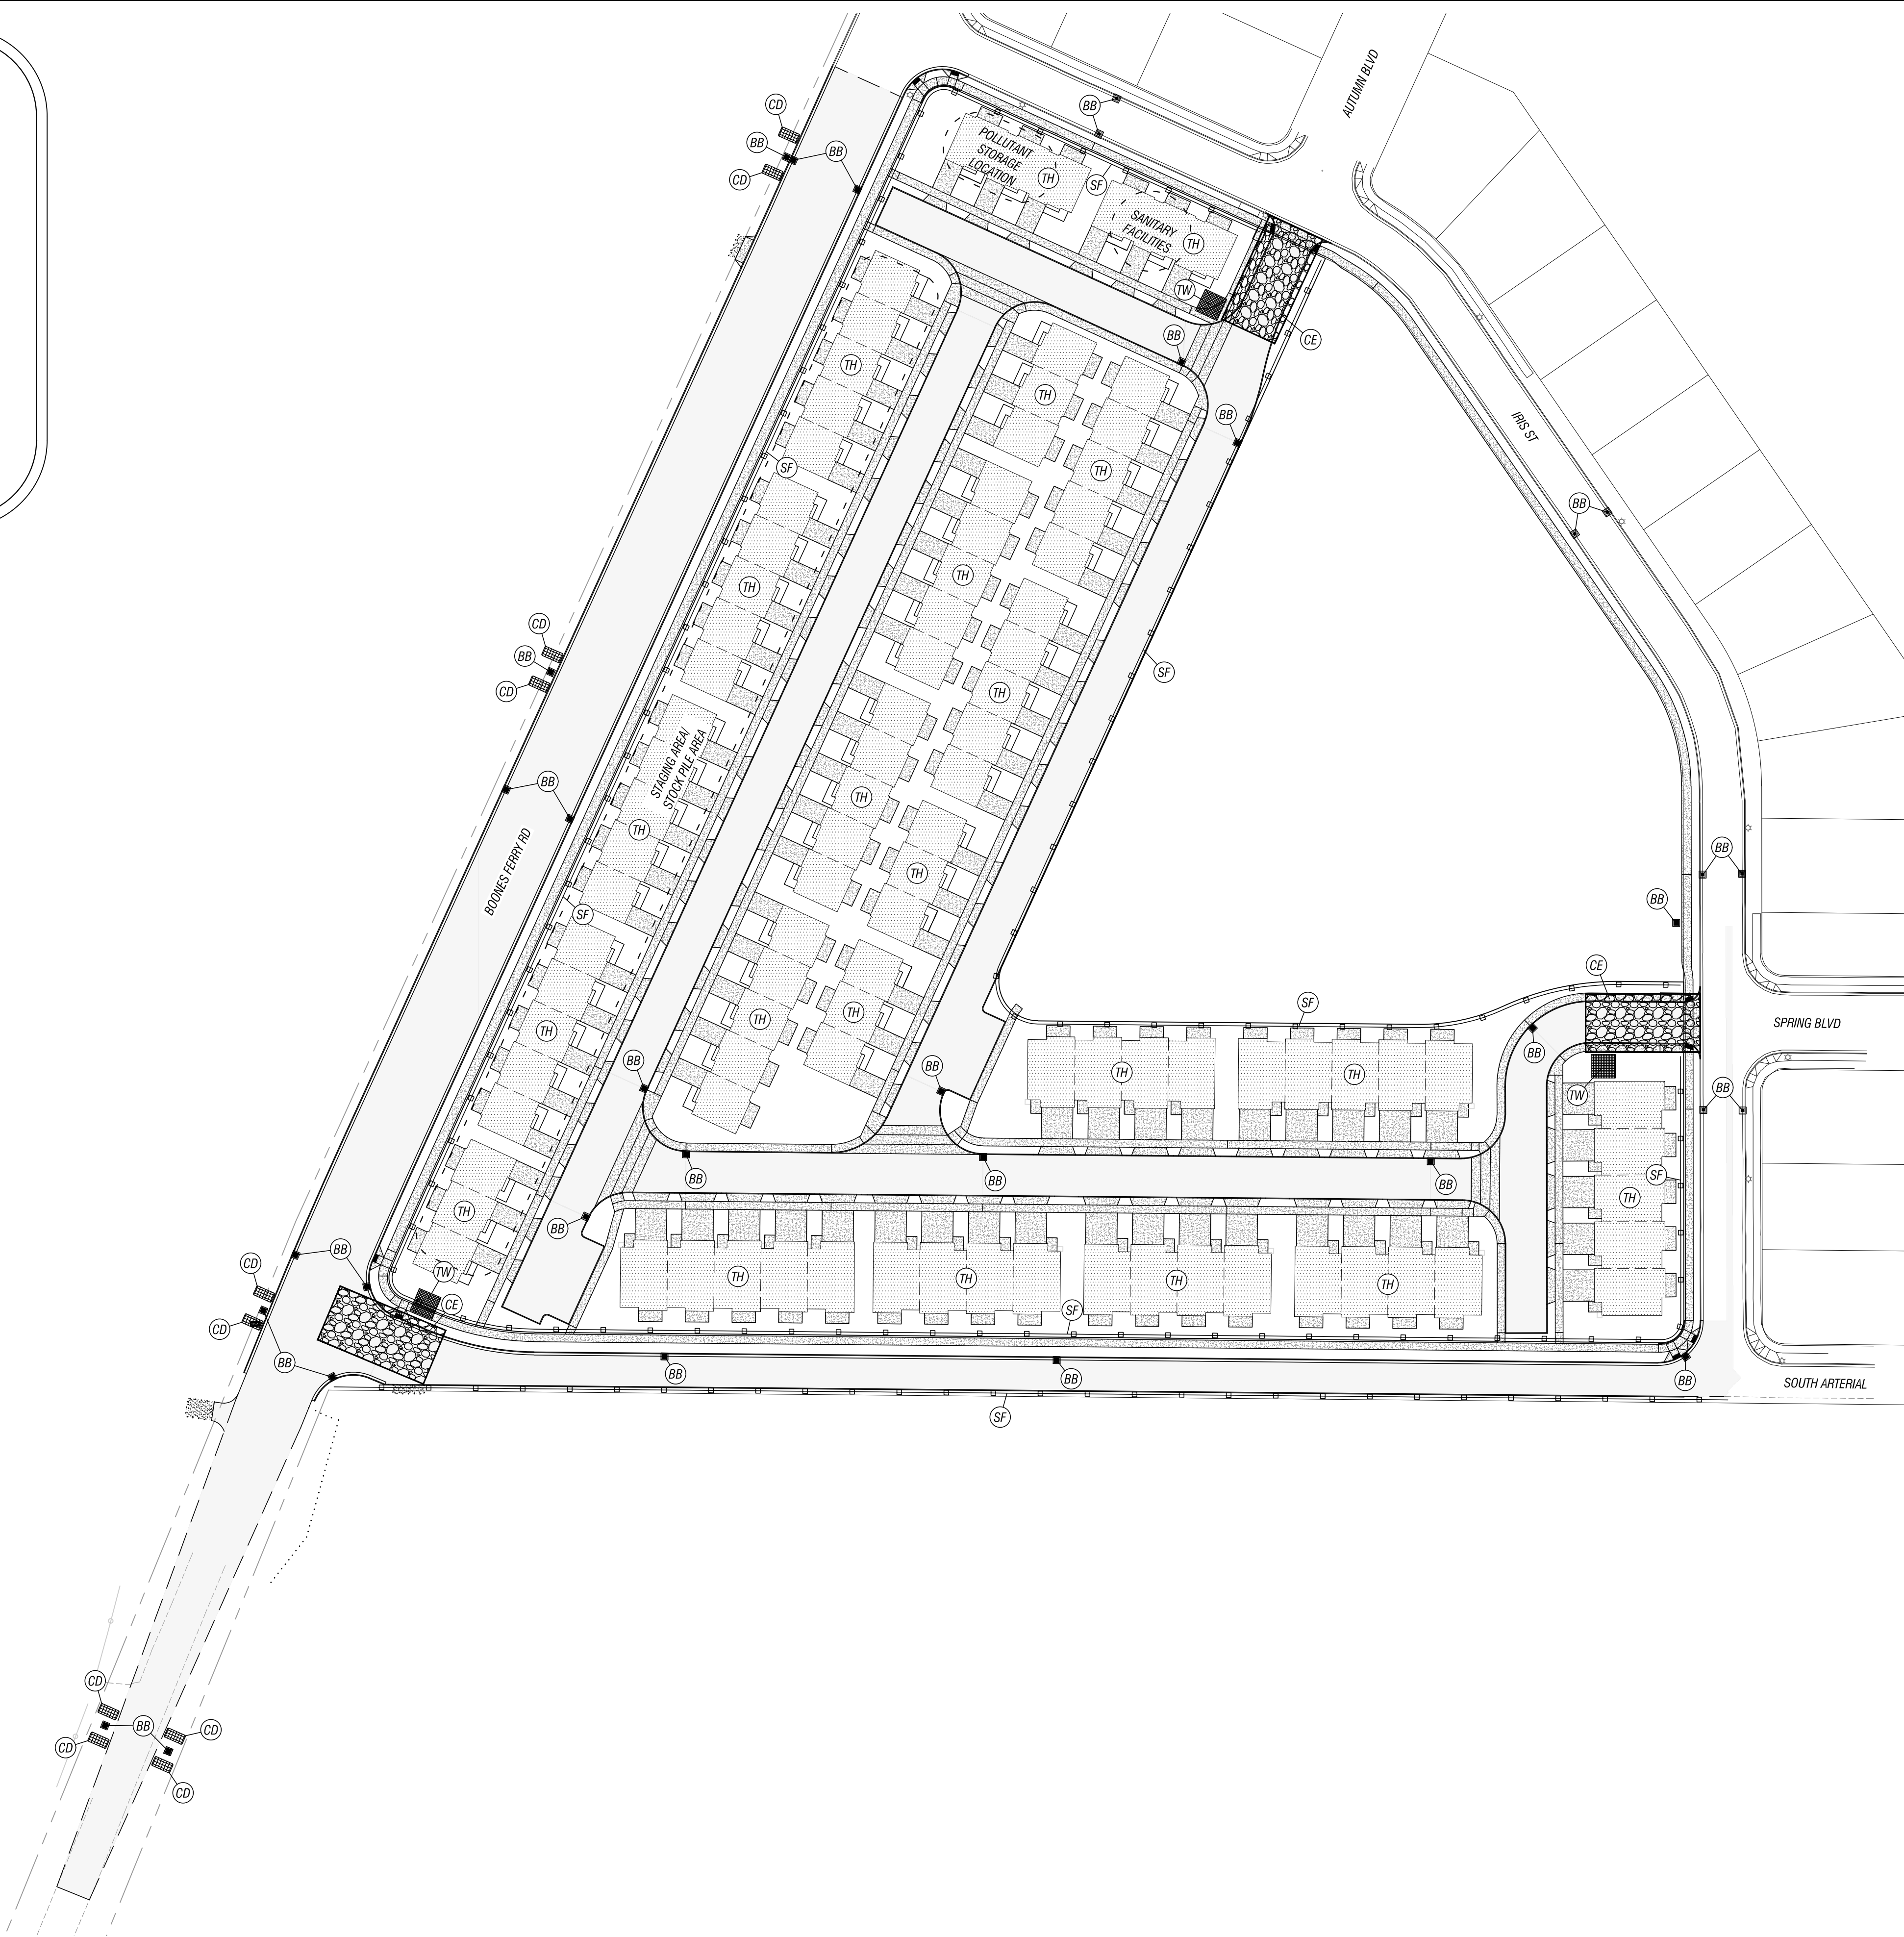 AUTUMN BLVD
CD
BB
BB
BB
CD
POLLUTANT
STORAGE
LOCATION
TH
SF
SANITARY
FACILITIES
TH
TW
BB
CE
TH
TH
BB
IRIS ST
SF
TH
BB
TH
TH
CD
BB
CD
SF
TH
STAGING AREA/
STOCK PILE AREA
BB
TH
TH
BOONES FERRY RD
TH
BB
SF
BB
CE
SF
TH
TH
TH
SPRING BLVD
BB
BB
BB
TH
TH
TW
BB
BB
BB
BB
SF
TH
TH
BB
BB
CD
TW
TH
TH
TH
TH
CE
SF
CD
BB
BB
BB
BB
SOUTH ARTERIAL
SF
CD
BB
CD
CD
CD